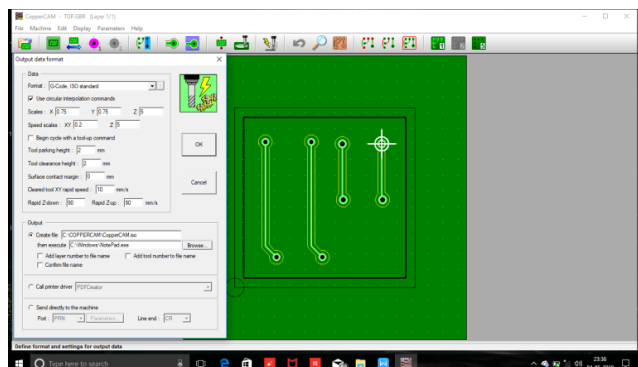 CopperCAM - TOP.GBR (Layer 1/1)
File Machine Edit Display Parameters Help
Output data format
Data
Format : G-Code, ISO standard
Use circular interpolation commands
Scales : X 0.75 Y 0.75 Z 5
Speed scales : XY 0.2 Z 5
Begin cycle with a tool-up command
Tool parking height : 2 mm
Tool clearance height : 2 mm
Surface contact margin : 0 mm
Cleared tool XY rapid speed : 10 mm/s
Rapid Z-down : 90 Rapid Z-up : 90 mm/s
OK
Cancel
Output
Create file C:\COPPERCAM\CopperCAM.iso
then execute C:\Windows\NotePad.exe Browse...
Add layer number to file name Add tool number to file name
Confirm file name
Call printer driver PDFCreator
Send directly to the machine
Port : PRN: Parameters... Line end : CR
Define format and settings for output data
Type here to search
23:36